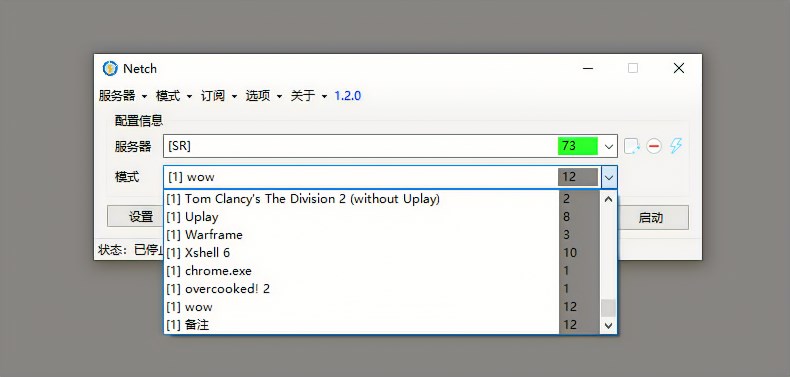 Netch
服务器 模式 订阅 选项 关于 1.2.0
配置信息
服务器 [SR] 73
模式 [1] wow 12
[1] Tom Clancy's The Division 2 (without Uplay) 2
[1] Uplay 8
设置 启动
[1] Warframe 3
[1] Xshell 6 10
状态：已停止
[1] chrome.exe 1
[1] overcooked! 2 1
[1] wow 12
[1] 备注 12